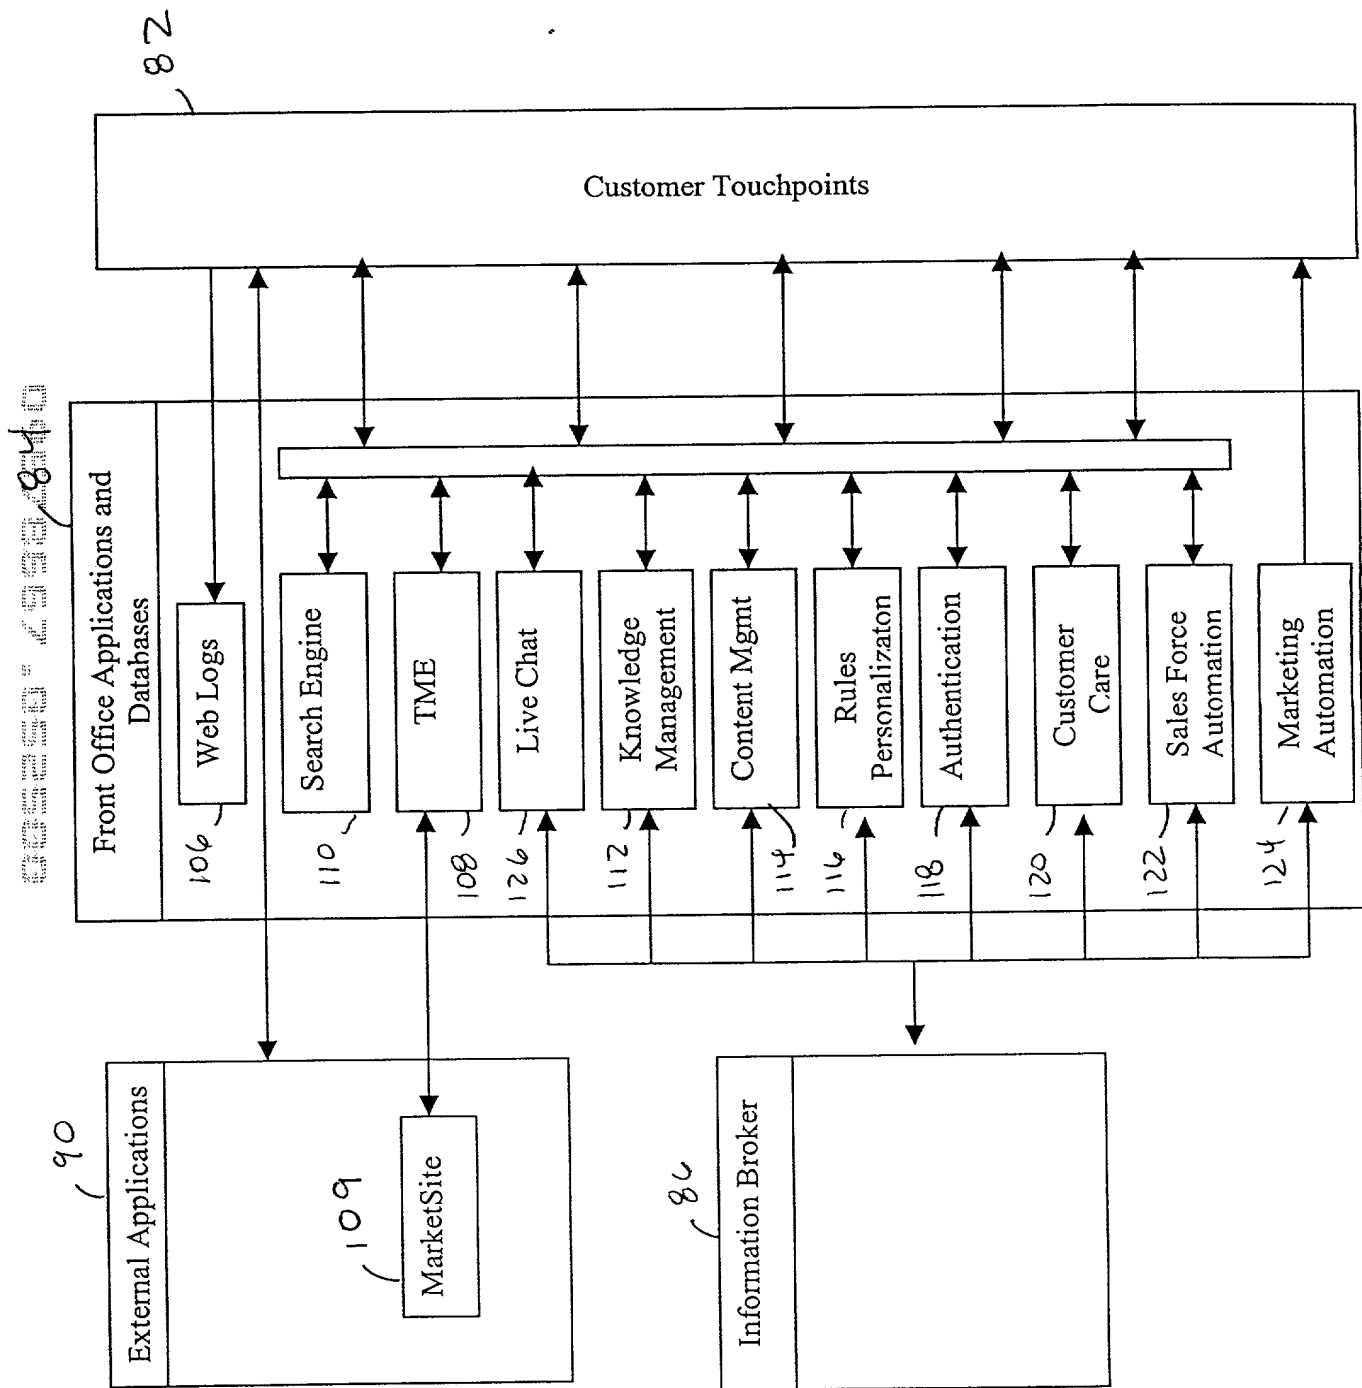 82
Customer Touchpoints
84
Front Office Applications and
Databases
Web Logs
106
Search Engine
110
TME
108
Live Chat
126
Knowledge
Management
112
Content Mgmt
114
Rules
Personalizaton
116
Authentication
118
Customer
Care
120
Sales Force
Automation
122
Marketing
Automation
124
90
External Applications
109
MarketSite
86
Information Broker